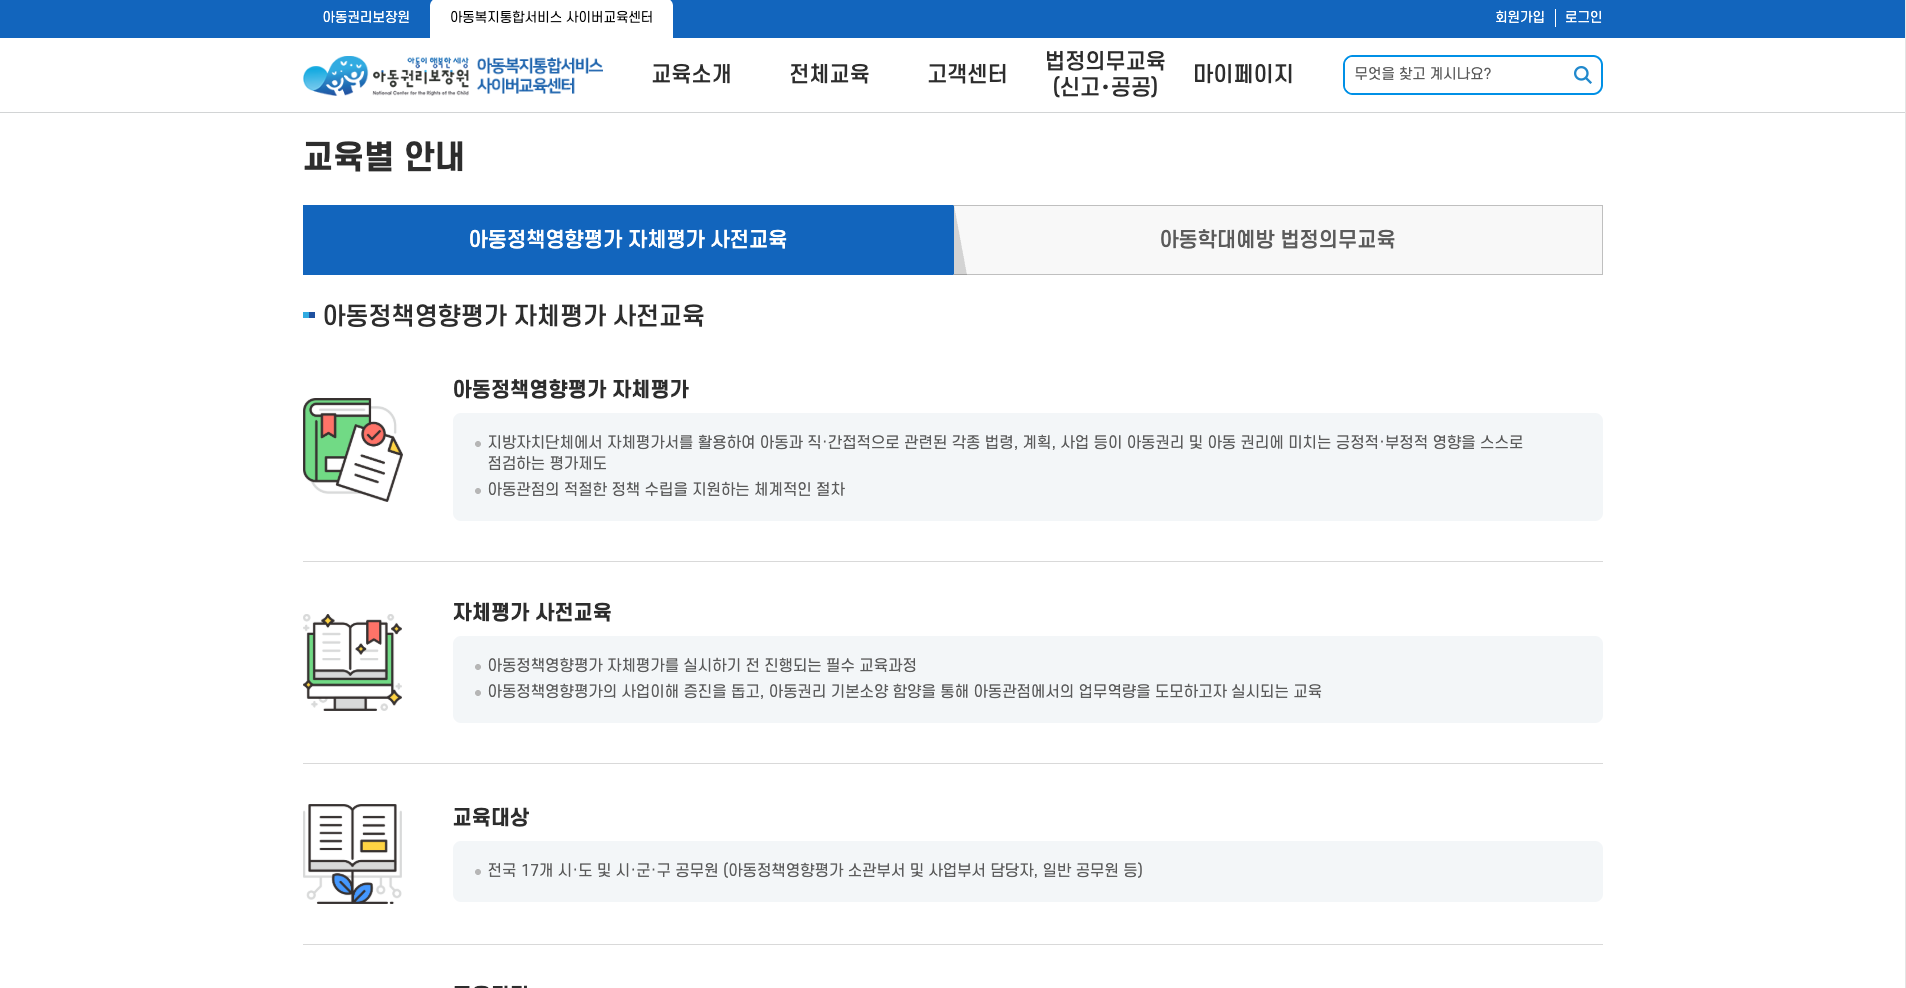 아동권리보장원
아동복지통합서비스 사이버교육센터
회원가입
로그인
아동이 행복한 세상
아동권리보장원
National Center for the Rights of the Child
아동복지통합서비스
사이버교육센터
교육소개
전체교육
고객센터
법정의무교육
(신고·공공)
마이페이지
무엇을 찾고 계시나요?
교육별 안내
아동정책영향평가 자체평가 사전교육
아동학대예방 법정의무교육
아동정책영향평가 자체평가 사전교육
아동정책영향평가 자체평가
지방자치단체에서 자체평가서를 활용하여 아동과 직·간접적으로 관련된 각종 법령, 계획, 사업 등이 아동권리 및 아동 권리에 미치는 긍정적·부정적 영향을 스스로
점검하는 평가제도
아동관점의 적절한 정책 수립을 지원하는 체계적인 절차
자체평가 사전교육
아동정책영향평가 자체평가를 실시하기 전 진행되는 필수 교육과정
아동정책영향평가의 사업이해 증진을 돕고, 아동권리 기본소양 함양을 통해 아동관점에서의 업무역량을 도모하고자 실시되는 교육
교육대상
전국 17개 시·도 및 시·군·구 공무원 (아동정책영향평가 소관부서 및 사업부서 담당자, 일반 공무원 등)